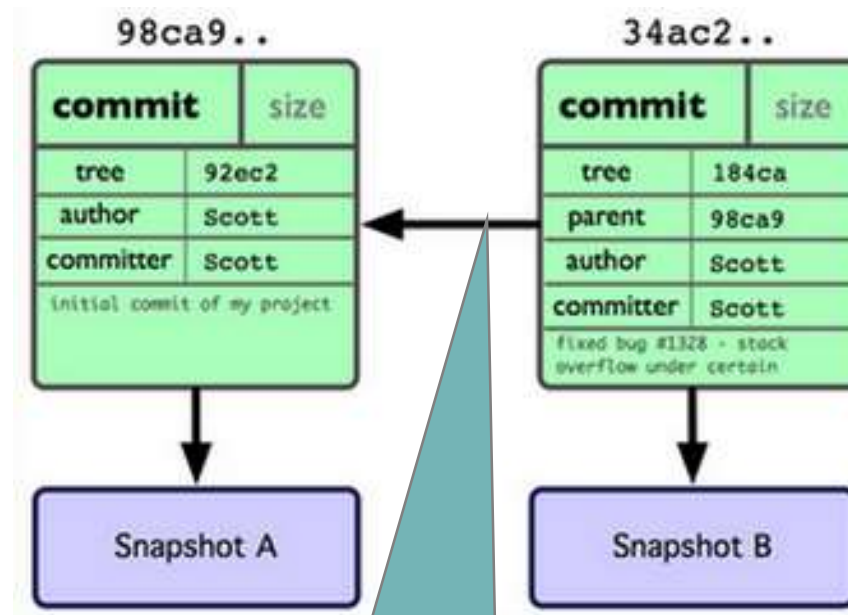 98ca9..
commit size
tree 92ec2
author Scott
committer Scott
initial commit of my project
Snapshot A
34ac2..
commit size
tree 184ca
parent 98ca9
author Scott
committer Scott
fixed bug #1328 - stack
overflow under certain
Snapshot B